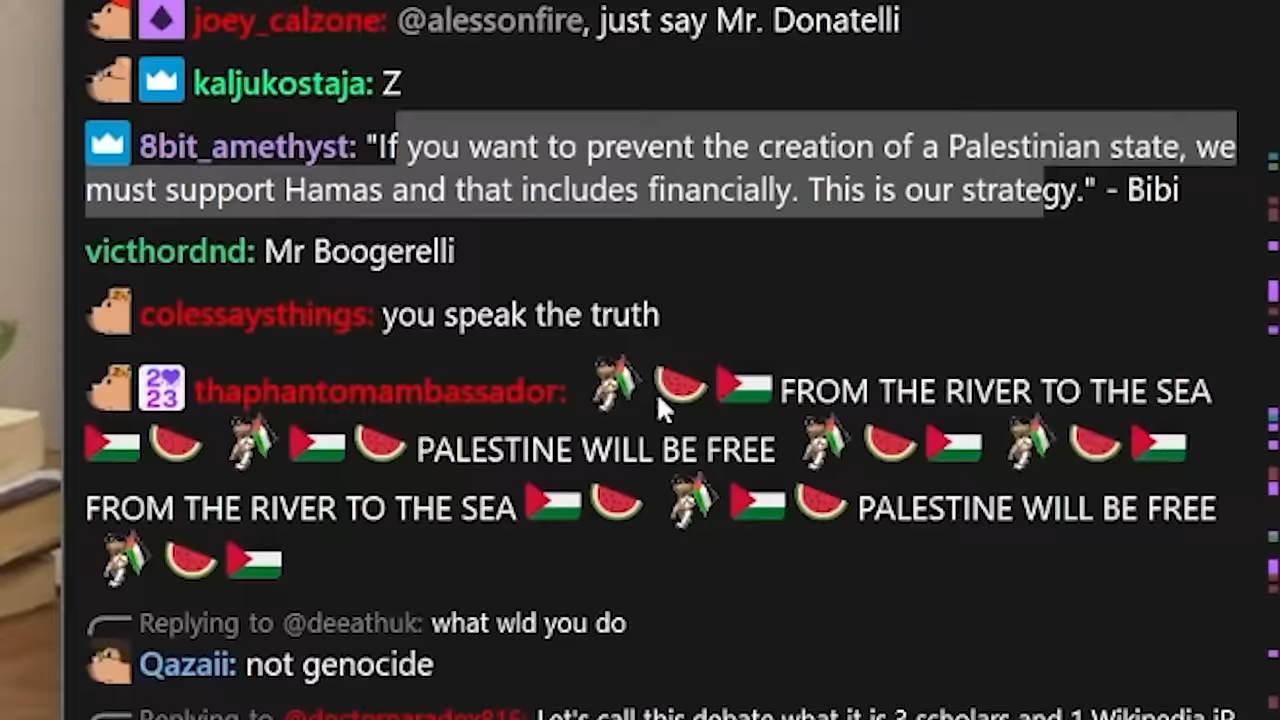 joey_calzone: @alessonfire, just say Mr. Donatelli
kaljukostaja: Z
8bit_amethyst: "If you want to prevent the creation of a Palestinian state, we
must support Hamas and that includes financially. This is our strategy." - Bibi
victhordnd: Mr Boogerelli
colessaysthings: you speak the truth
2 23 thaphantomambassador: FROM THE RIVER TO THE SEA
PALESTINE WILL BE FREE
FROM THE RIVER TO THE SEA PALESTINE WILL BE FREE
Replying to @deeathuk: what wld you do
Qazaii: not genocide
Replying to @doctorparadox816: Let's call this debate what it is 3 scholars and 1 Wikipedia